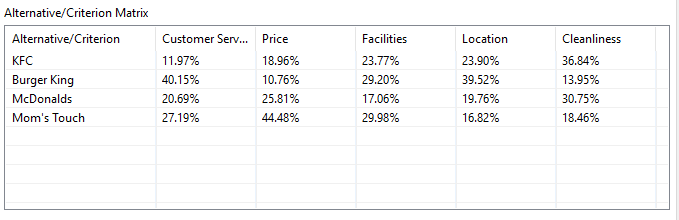 Alternative/Criterion Matrix
Alternative/Criterion Customer Serv... Price Facilities Location Cleanliness
KFC 11.97% 18.96% 23.77% 23.90% 36.84%
Burger King 40.15% 10.76% 29.20% 39.52% 13.95%
McDonalds 20.69% 25.81% 17.06% 19.76% 30.75%
Mom's Touch 27.19% 44.48% 29.98% 16.82% 18.46%